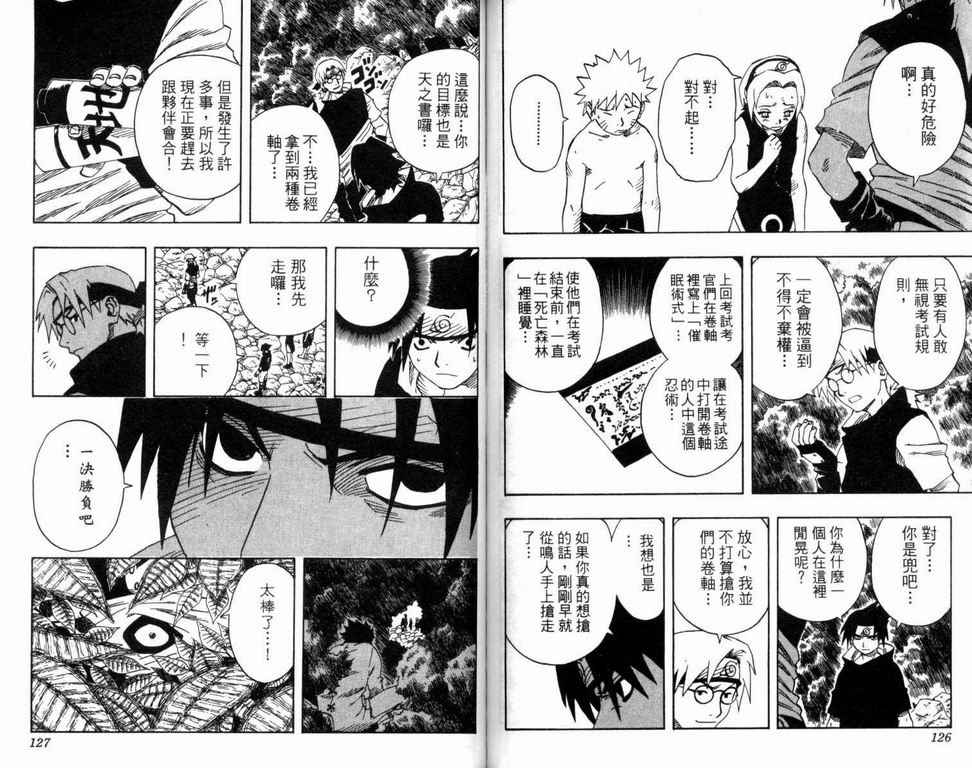 真的好危險
啊…
對…
對不起…
………
只要有人敢
無視考試規
則，
一定會被逼到
不得不棄權…
上回考試考
官們在卷軸
裡寫上「催
眠術式」…
讓在考試途
中打開卷軸
的人中這個
忍術…
使他們在考試
結束前，一直
在「死亡森林
」裡睡覺…
對了…
你是兜吧…
你為什麼一
個人在這裡
閒晃呢？
放心，我並
不打算搶你
們的卷軸
我想也是
…
如果你真的想搶
的話，剛剛早就
從鳴人手上搶走
了…
126
這麼說…你
的目標也是
天之書囉…
ゴソ
ゴソ
不…我已經
拿到兩種卷
軸了…
天
地
但是發生了許
多事，所以我
現在正要趕去
跟夥伴會合！
什麼？
那我先
走囉…
ザッ
等一下
！
一決勝負吧
…
太棒了…！
127